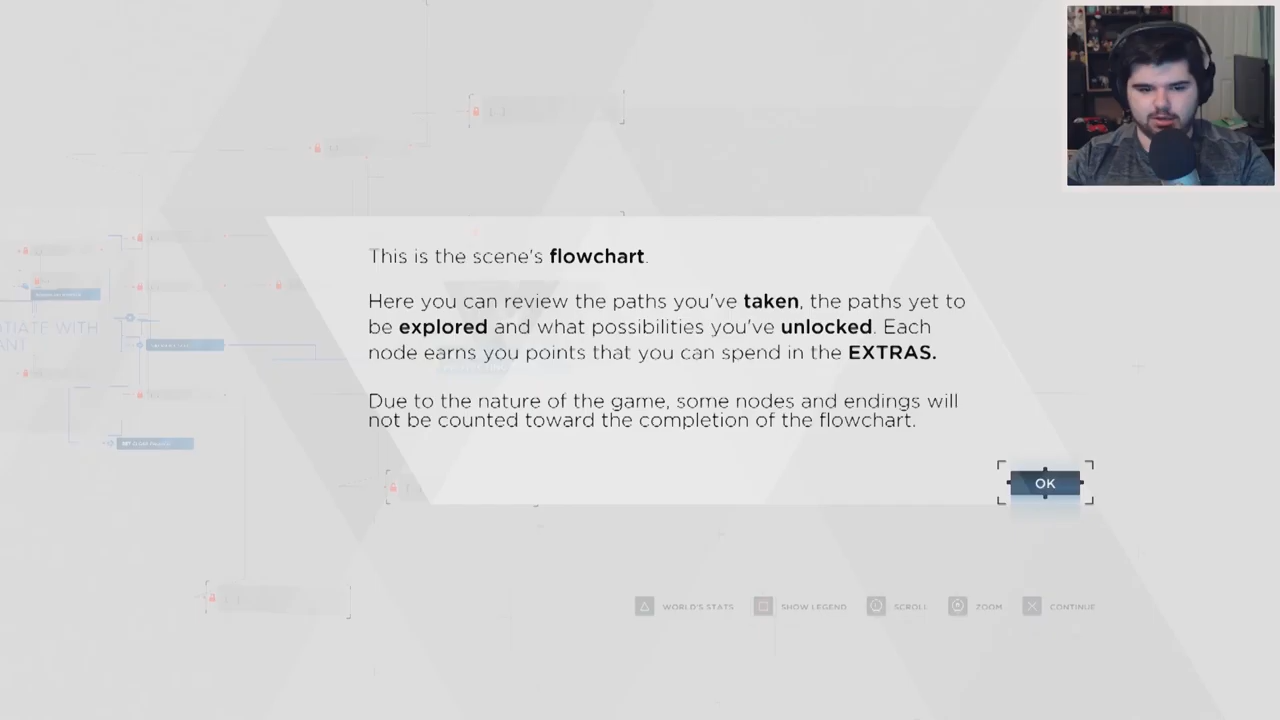 This is the scene's flowchart.
Here you can review the paths you've taken, the paths yet to
be explored and what possibilities you've unlocked. Each
node earns you points that you can spend in the EXTRAS.
Due to the nature of the game, some nodes and endings will
not be counted toward the completion of the flowchart.
OK
WORLD'S STATS
SHOW LEGEND
SCROLL
ZOOM
CONTINUE